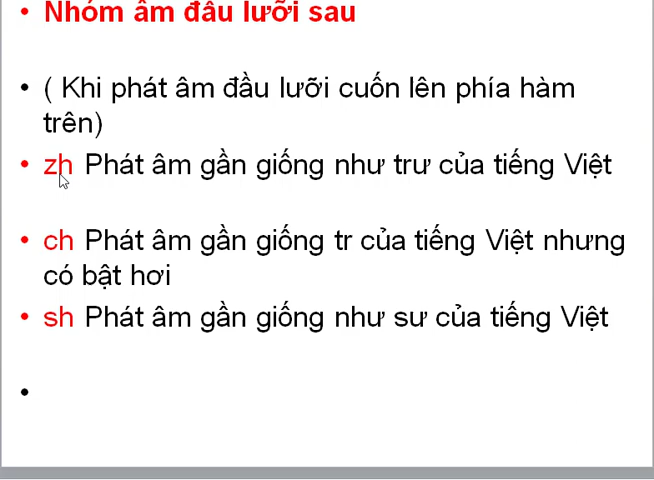 • Nhóm âm đầu lưỡi sau
• ( Khi phát âm đầu lưỡi cuốn lên phía hàm
trên)
• zh Phát âm gần giống như trư của tiếng Việt
• ch Phát âm gần giống tr của tiếng Việt nhưng
có bật hơi
• sh Phát âm gần giống như sư của tiếng Việt
•